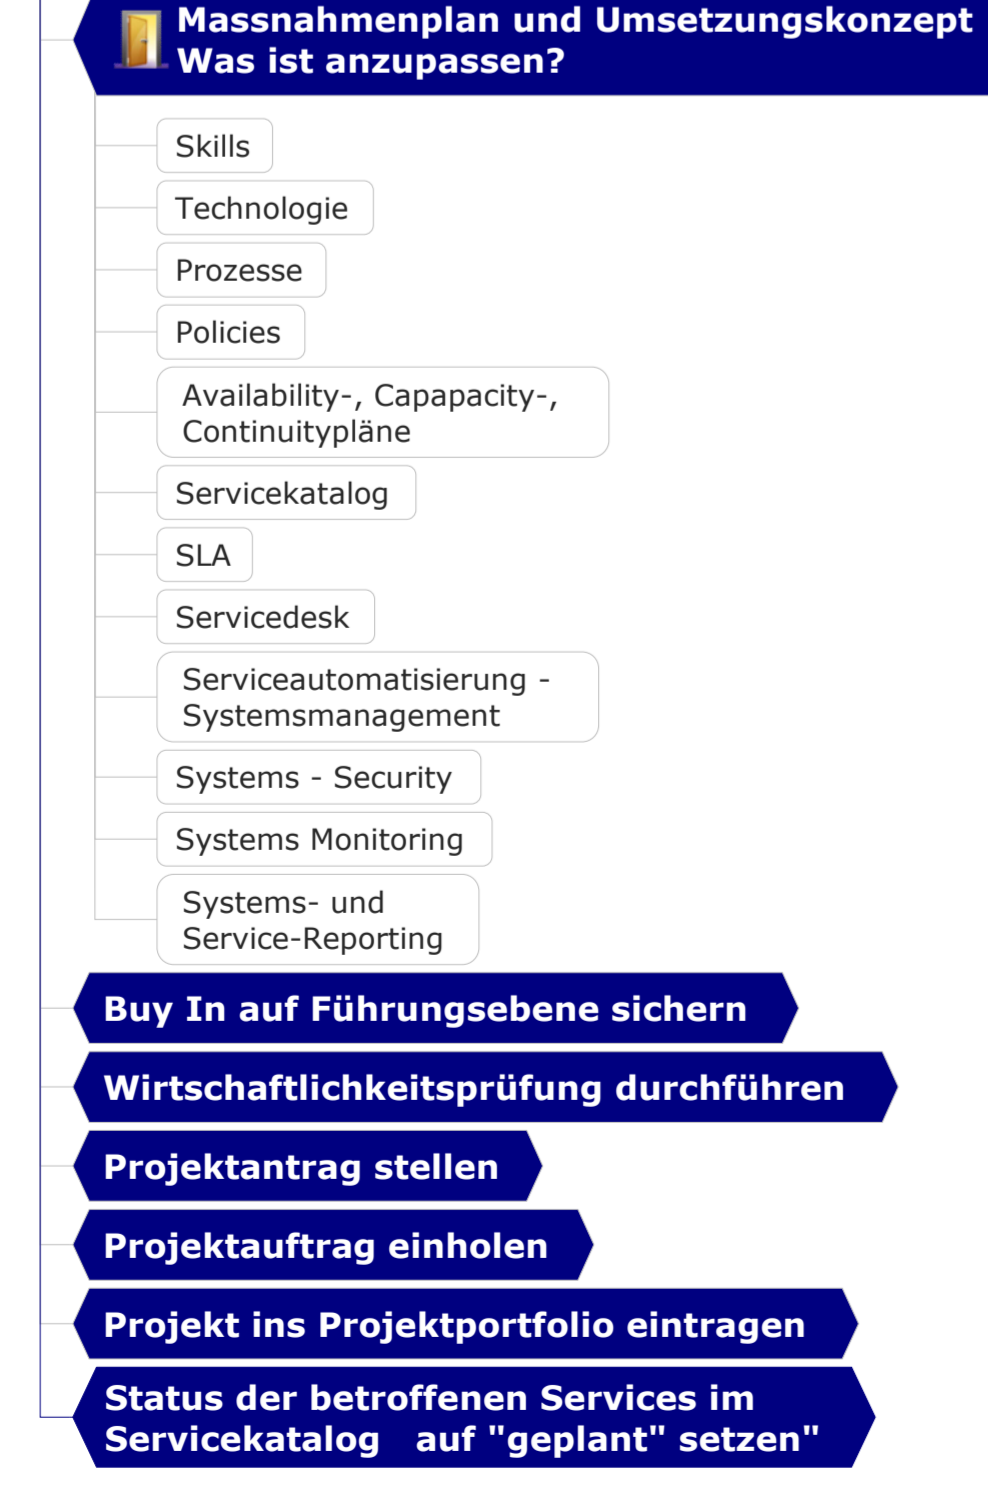 Massnahmenplan und Umsetzungskonzept
Was ist anzupassen?
Skills
Technologie
Prozesse
Policies
Availability-, Capapacity-,
Continuitypläne
Servicekatalog
SLA
Servicedesk
Serviceautomatisierung -
Systemsmanagement
Systems - Security
Systems Monitoring
Systems- und
Service-Reporting
Buy In auf Führungsebene sichern
Wirtschaftlichkeitsprüfung durchführen
Projektantrag stellen
Projektauftrag einholen
Projekt ins Projektportfolio eintragen
Status der betroffenen Services im
Servicekatalog   auf "geplant" setzen"